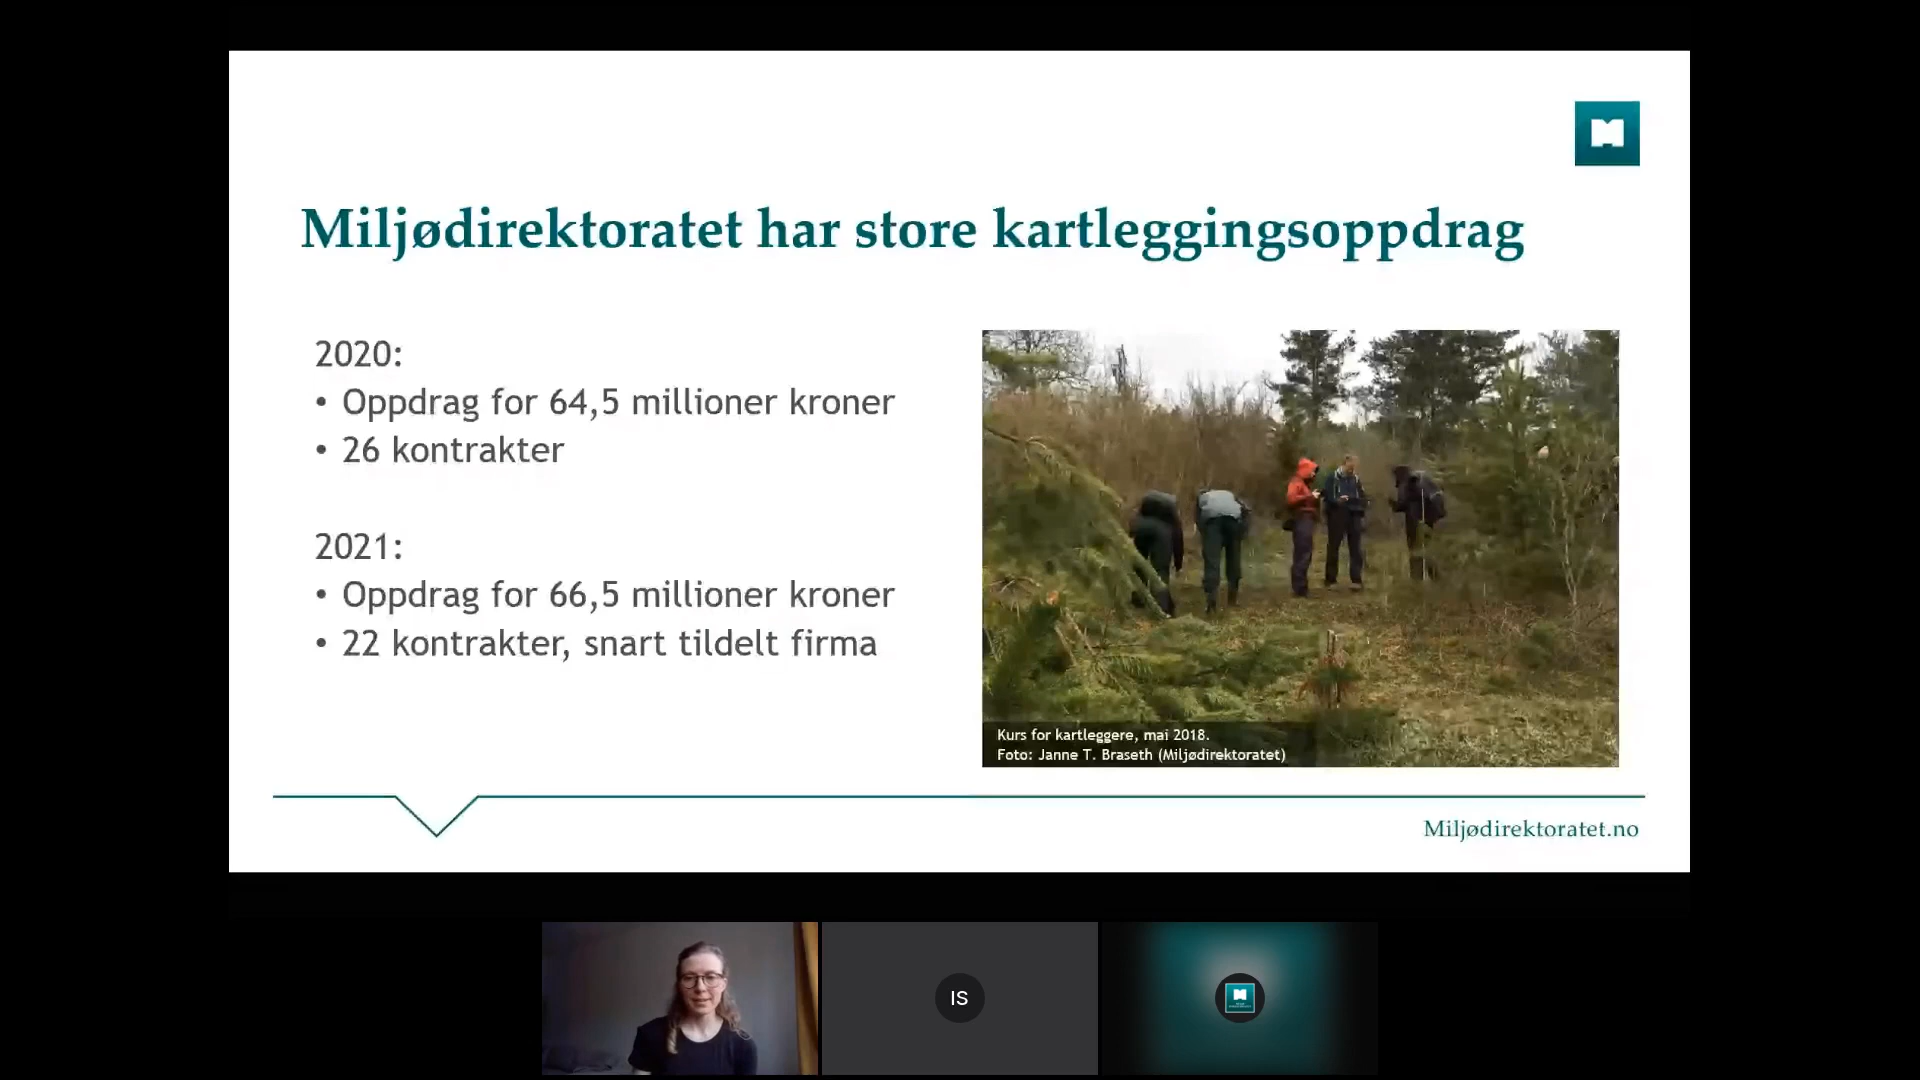 Miljødirektoratet har store kartleggingsoppdrag
2020:
• Oppdrag for 64,5 millioner kroner
• 26 kontrakter
2021:
• Oppdrag for 66,5 millioner kroner
• 22 kontrakter, snart tildelt firma
Kurs for kartleggere, mai 2018.
Foto: Janne T. Braseth (Miljødirektoratet)
Miljødirektoratet.no
IS